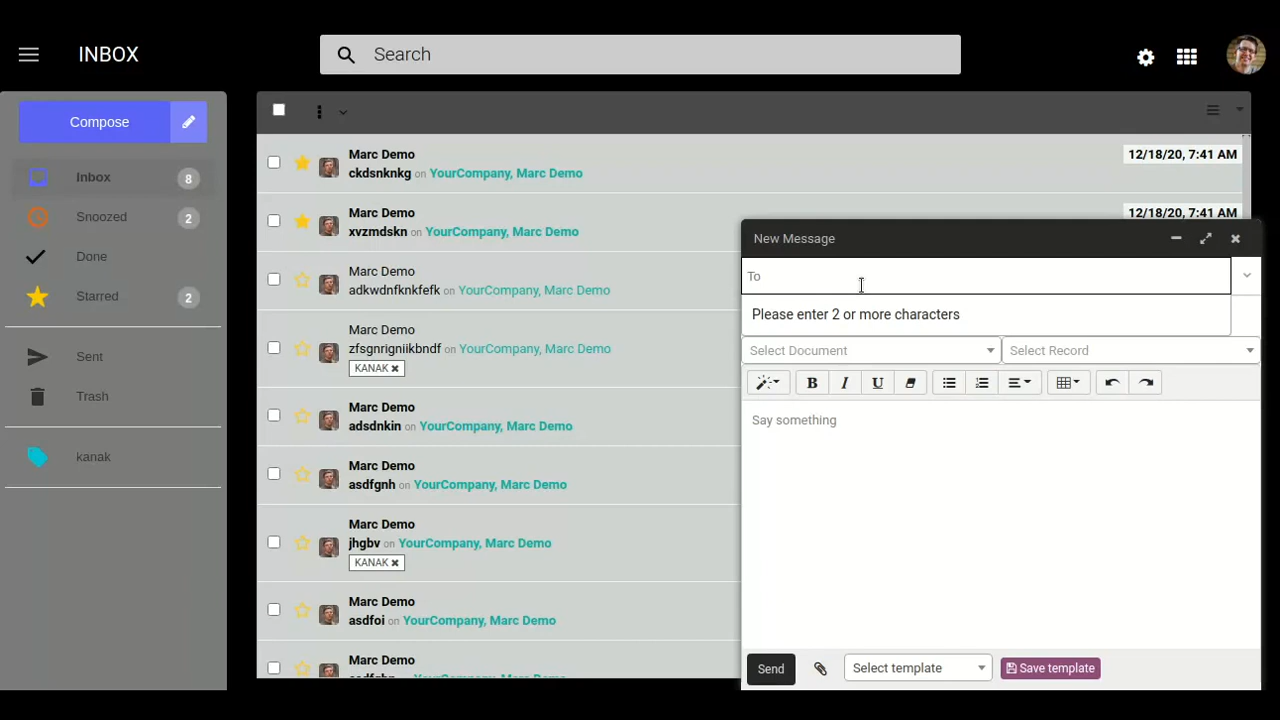 INBOX
Search
Compose
Inbox 8
Snoozed 2
Done
Starred 2
Sent
Trash
kanak
Marc Demo 12/18/20, 7:41 AM
ckdsnknkg on YourCompany, Marc Demo
Marc Demo 12/18/20, 7:41 AM
xvzmdskn on YourCompany, Marc Demo
Marc Demo
adkwdnfknkfefk on YourCompany, Marc Demo
Marc Demo
zfsgnrigniikbndf on YourCompany, Marc Demo
KANAK
Marc Demo
adsdnkin on YourCompany, Marc Demo
Marc Demo
asdfgnh on YourCompany, Marc Demo
Marc Demo
jhgbv on YourCompany, Marc Demo
KANAK
Marc Demo
asdfoi on YourCompany, Marc Demo
Marc Demo
New Message
To
Please enter 2 or more characters
Select Document Select Record
B I U
Say something
Send Select template Save template